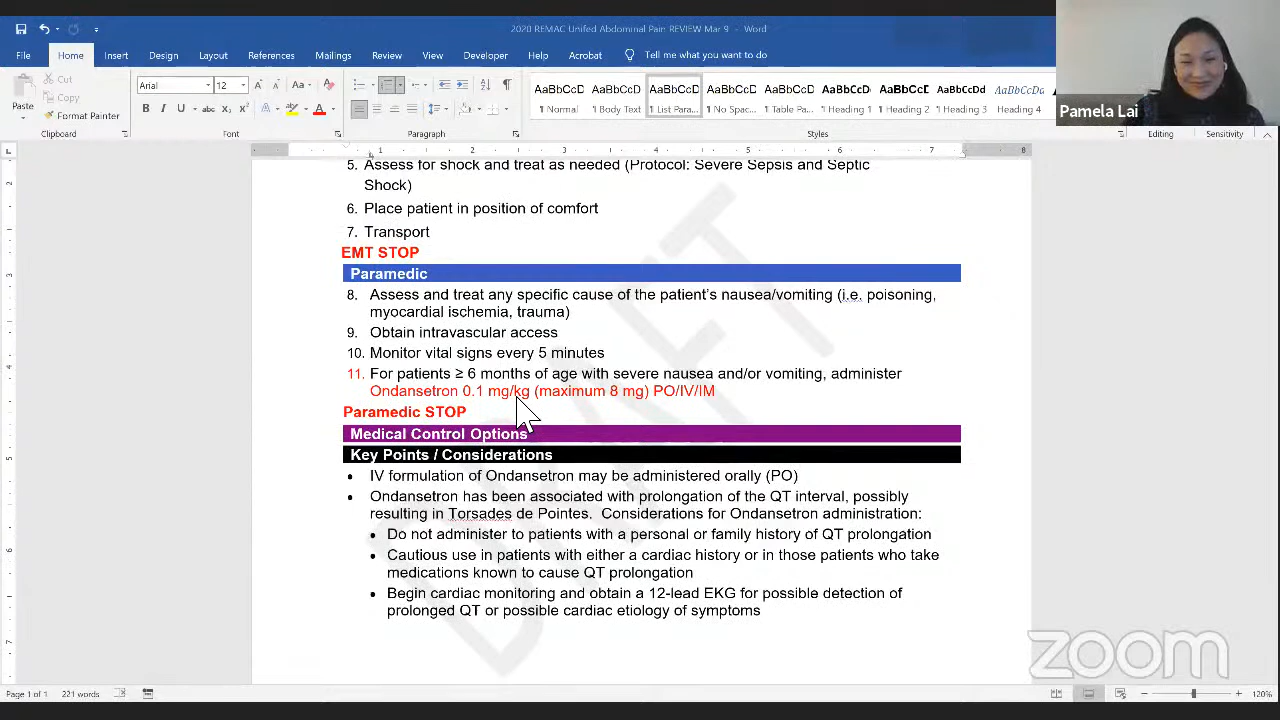 2020 REMAC Unifed Abdominal Pain REVIEW Mar 9 - Word
File Home Insert Design Layout References Mailings Review View Developer Help Acrobat Tell me what you want to do
Paste
Cut
Copy
Format Painter
Arial 12
AaBbCcD AaBbCcD AaBbCcD AaBbCcD AaBbCcD AaBbCcD AaBbCcD AaBbCcD AaBbCcD
¶ Normal ¶ Body Text ¶ List Para... ¶ No Spac... ¶ Table Pa... ¶ Heading 1 ¶ Heading 2 ¶ Heading 3 ¶ Heading 4
Clipboard Font Paragraph Styles Editing Sensitivity
Pamela Lai
1 2 3 4 5 6 7 8
5. Assess for shock and treat as needed (Protocol: Severe Sepsis and Septic
Shock)
6. Place patient in position of comfort
7. Transport
EMT STOP
Paramedic
8. Assess and treat any specific cause of the patient's nausea/vomiting (i.e. poisoning,
myocardial ischemia, trauma)
9. Obtain intravascular access
10. Monitor vital signs every 5 minutes
11. For patients ≥ 6 months of age with severe nausea and/or vomiting, administer
Ondansetron 0.1 mg/kg (maximum 8 mg) PO/IV/IM
Paramedic STOP
Medical Control Options
Key Points / Considerations
• IV formulation of Ondansetron may be administered orally (PO)
• Ondansetron has been associated with prolongation of the QT interval, possibly
resulting in Torsades de Pointes. Considerations for Ondansetron administration:
• Do not administer to patients with a personal or family history of QT prolongation
• Cautious use in patients with either a cardiac history or in those patients who take
medications known to cause QT prolongation
• Begin cardiac monitoring and obtain a 12-lead EKG for possible detection of
prolonged QT or possible cardiac etiology of symptoms
DRAFT
zoom
Page 1 of 1 221 words 120%